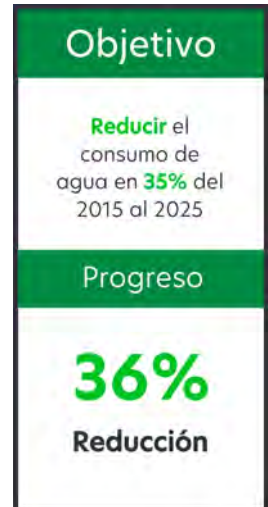 Objetivo
Reducir el
consumo de
agua en 35% del
2015 al 2025
Progreso
36%
Reducción